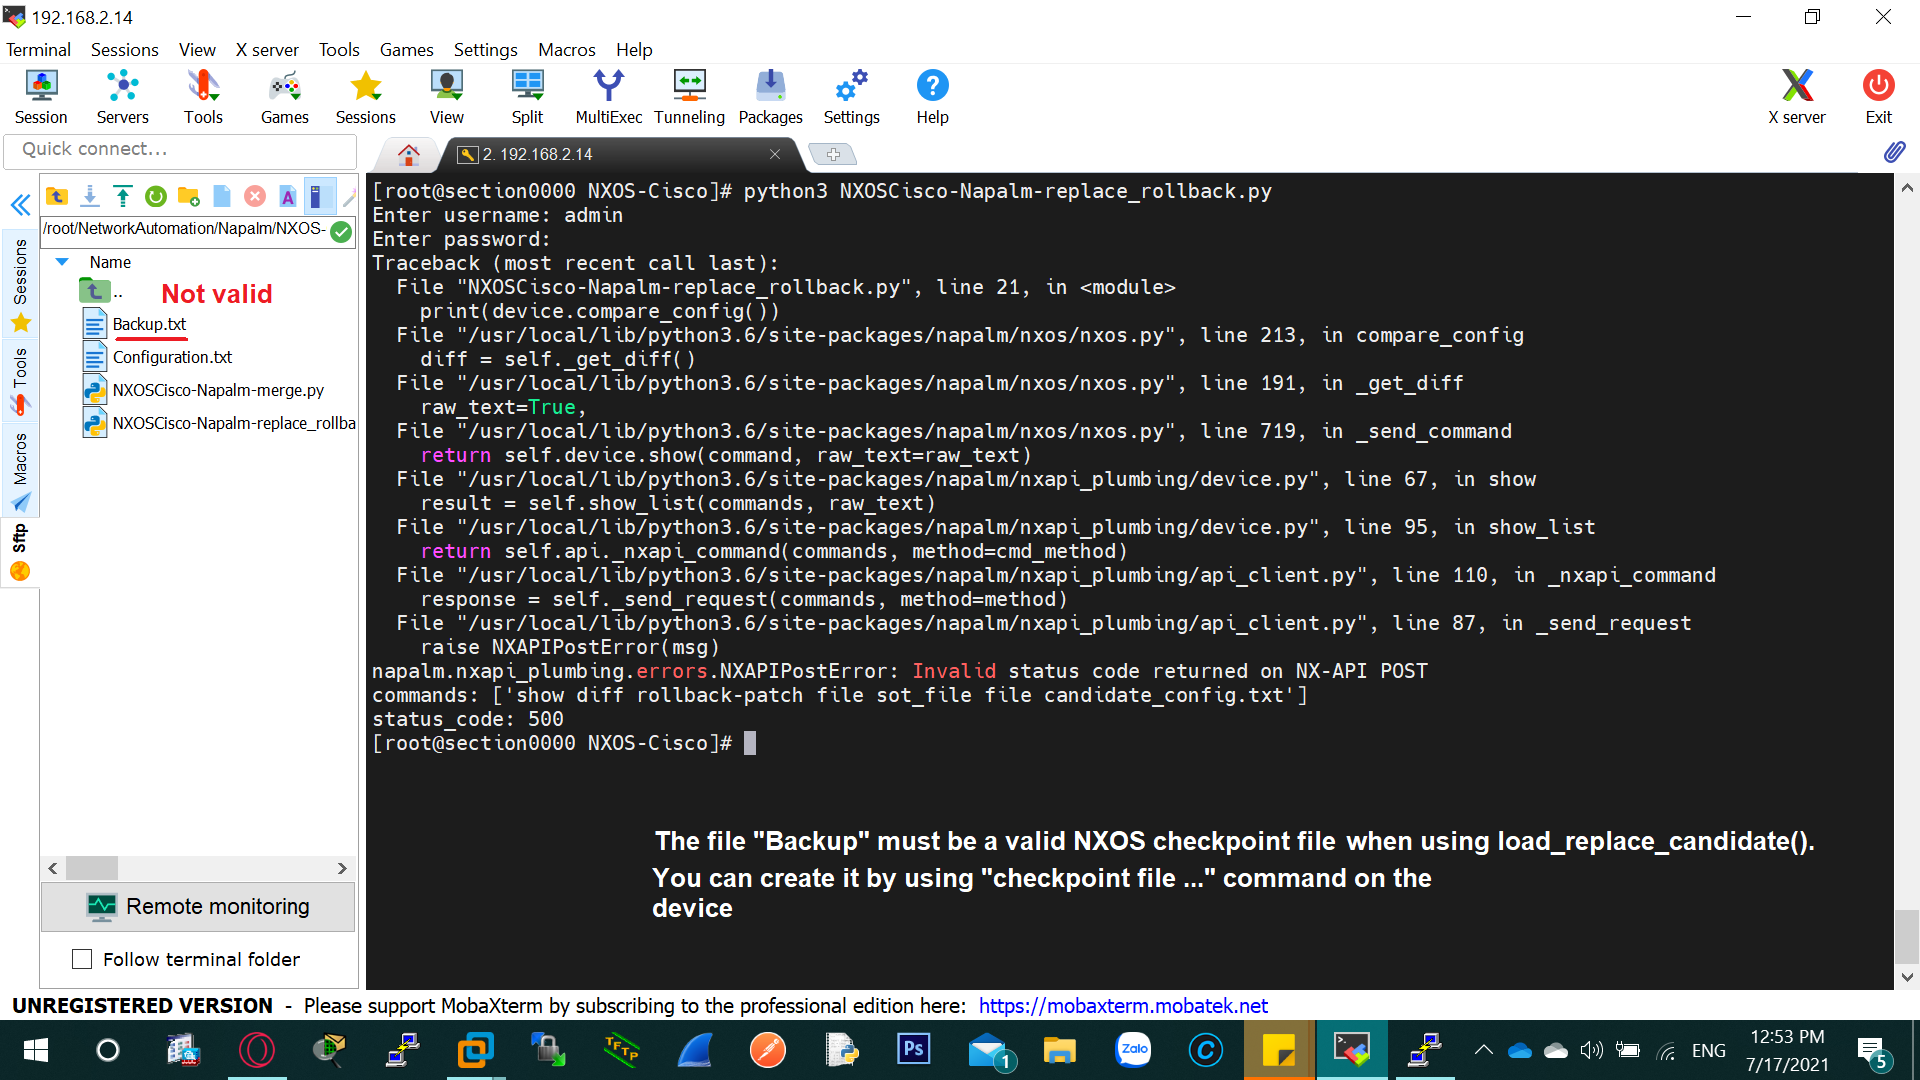 192.168.2.14
Terminal Sessions View X server Tools Games Settings Macros Help
Session Servers Tools Games Sessions View Split MultiExec Tunneling Packages Settings Help X server Exit
Quick connect...
2. 192.168.2.14
/root/NetworkAutomation/Napalm/NXOS-
Name
..
Not valid
Backup.txt
Configuration.txt
NXOSCisco-Napalm-merge.py
NXOSCisco-Napalm-replace_rollba
Sessions
Tools
Macros
Sftp
Remote monitoring
Follow terminal folder
[root@section0000 NXOS-Cisco]# python3 NXOSCisco-Napalm-replace_rollback.py
Enter username: admin
Enter password:
Traceback (most recent call last):
  File "NXOSCisco-Napalm-replace_rollback.py", line 21, in <module>
    print(device.compare_config())
  File "/usr/local/lib/python3.6/site-packages/napalm/nxos/nxos.py", line 213, in compare_config
    diff = self._get_diff()
  File "/usr/local/lib/python3.6/site-packages/napalm/nxos/nxos.py", line 191, in _get_diff
    raw_text=True,
  File "/usr/local/lib/python3.6/site-packages/napalm/nxos/nxos.py", line 719, in _send_command
    return self.device.show(command, raw_text=raw_text)
  File "/usr/local/lib/python3.6/site-packages/napalm/nxapi_plumbing/device.py", line 67, in show
    result = self.show_list(commands, raw_text)
  File "/usr/local/lib/python3.6/site-packages/napalm/nxapi_plumbing/device.py", line 95, in show_list
    return self.api._nxapi_command(commands, method=cmd_method)
  File "/usr/local/lib/python3.6/site-packages/napalm/nxapi_plumbing/api_client.py", line 110, in _nxapi_command
    response = self._send_request(commands, method=method)
  File "/usr/local/lib/python3.6/site-packages/napalm/nxapi_plumbing/api_client.py", line 87, in _send_request
    raise NXAPIPostError(msg)
napalm.nxapi_plumbing.errors.NXAPIPostError: Invalid status code returned on NX-API POST
commands: ['show diff rollback-patch file sot_file file candidate_config.txt']
status_code: 500
[root@section0000 NXOS-Cisco]#
The file "Backup" must be a valid NXOS checkpoint file when using load_replace_candidate().
You can create it by using "checkpoint file ..." command on the
device
UNREGISTERED VERSION - Please support MobaXterm by subscribing to the professional edition here: https://mobaxterm.mobatek.net
TFTP
Ps
1
Zalo
ENG
12:53 PM
7/17/2021
5